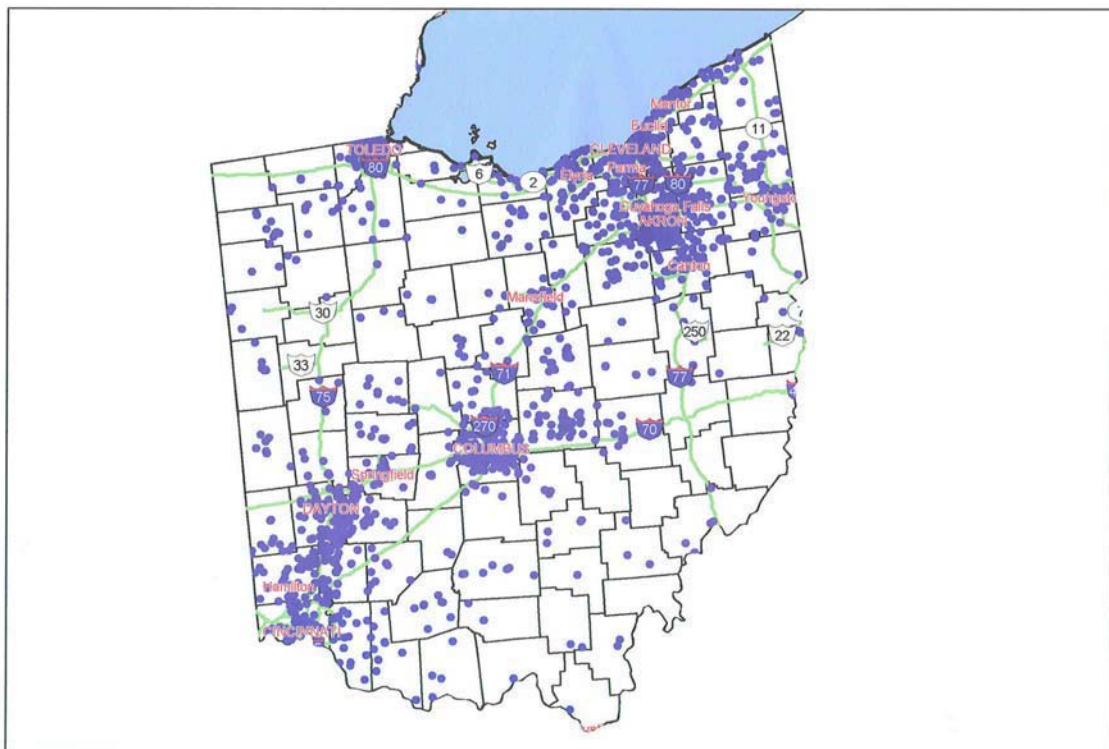 Mentor
Euclid
11
CLEVELAND
TOLEDO
80
6
2
Elyria
Parma
77
80
Youngsto
Cuyahoga Falls
AKRON
Canton
Mansfield
30
250
22
33
71
77
75
270
70
COLUMBUS
Springfield
DAYTON
Hamilton
CINCINNATI